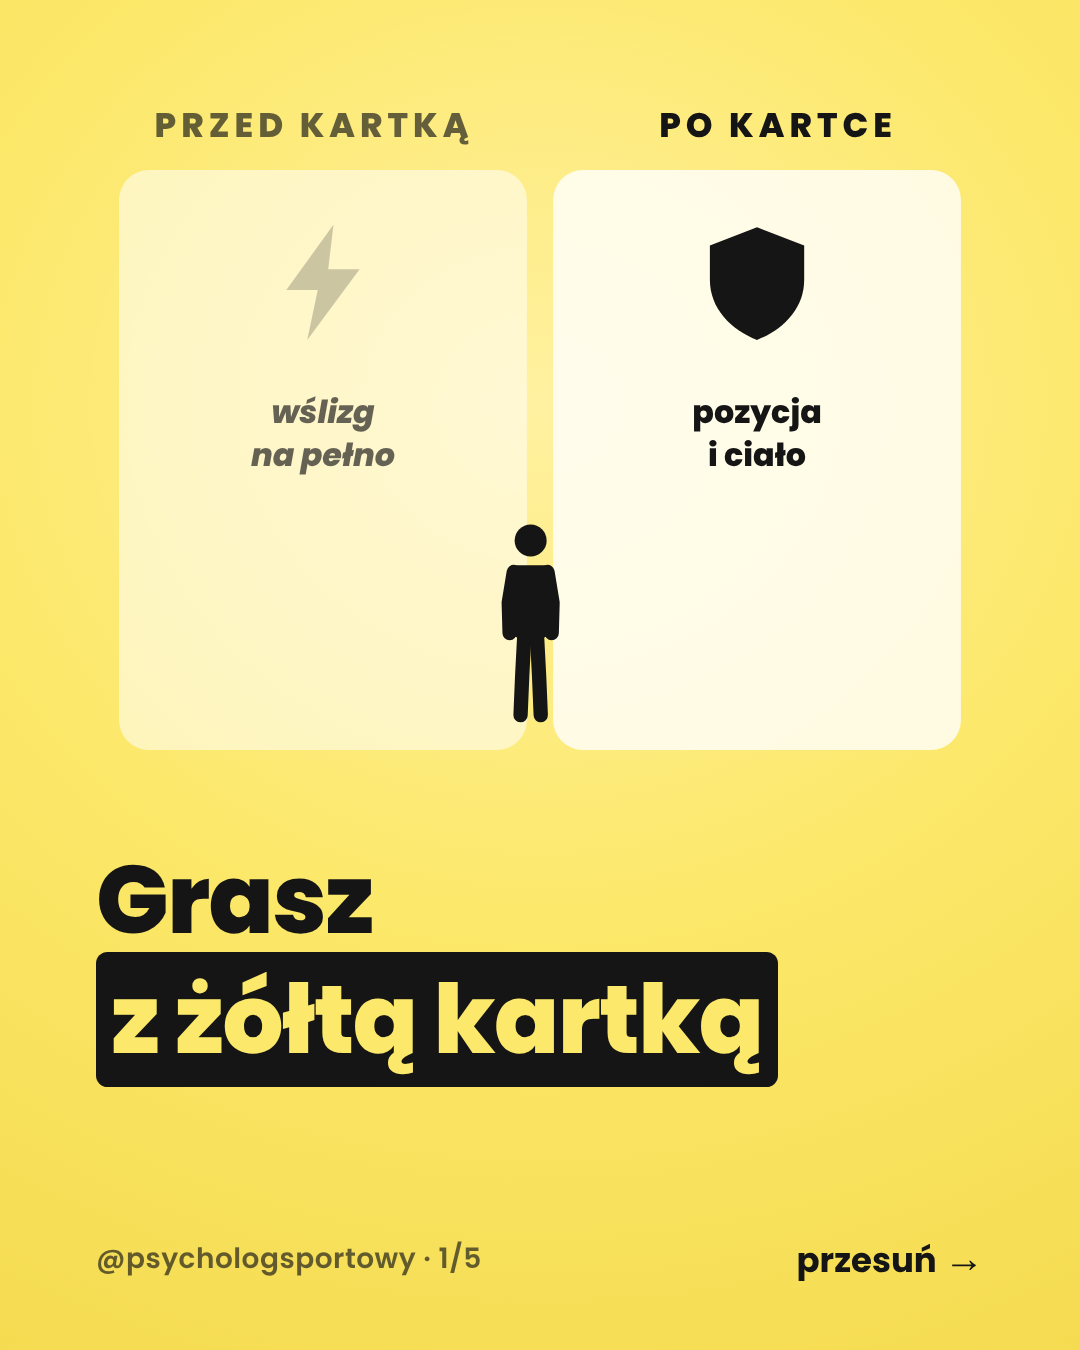 PRZED KARTKĄ
PO KARTCE
wślizg
na pełno
pozycja
i ciało
Grasz
z żółtą kartką
@psychologsportowy · 1/5
przesuń →